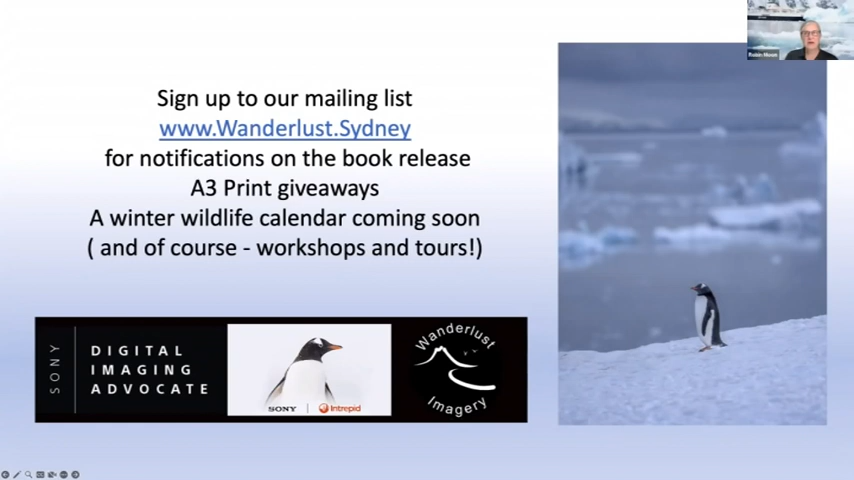 Sign up to our mailing list
www.Wanderlust.Sydney
for notifications on the book release
A3 Print giveaways
A winter wildlife calendar coming soon
( and of course - workshops and tours!)
SONY
DIGITAL
IMAGING
ADVOCATE
SONY | Intrepid
Wanderlust
Imagery